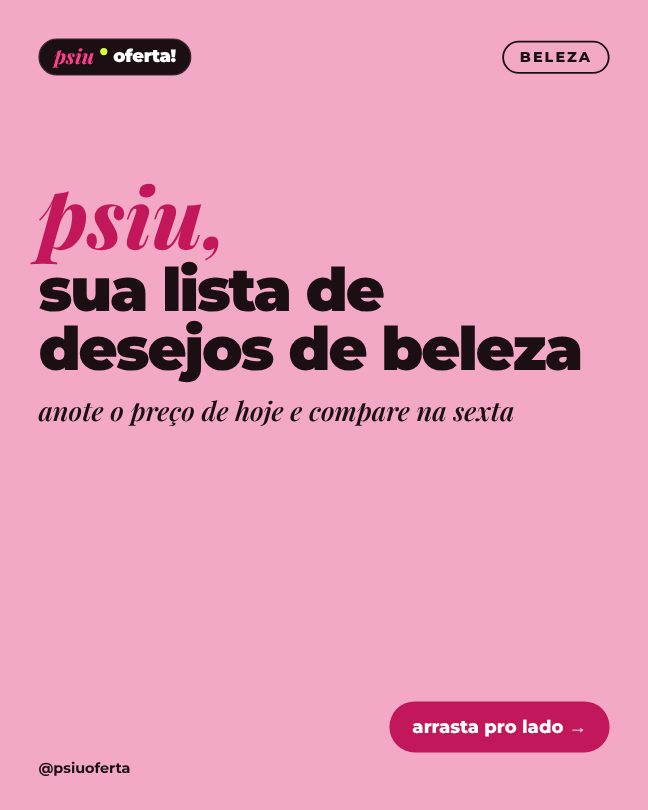 psiu • oferta!
BELEZA
psiu,
sua lista de
desejos de beleza
anote o preço de hoje e compare na sexta
arrasta pro lado →
@psiuoferta